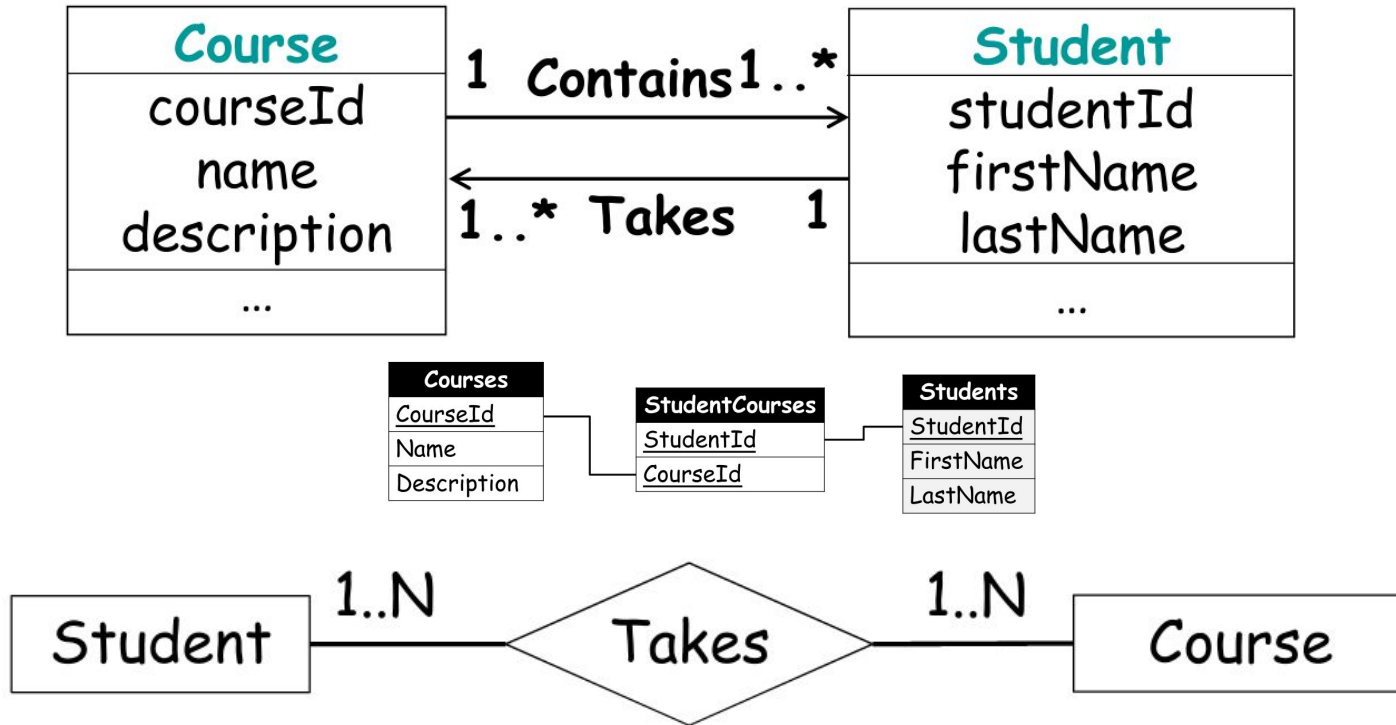 Course
courseId
name
description
...
1 Contains 1..*
1..* Takes 1
Student
studentId
firstName
lastName
...
Courses
CourseId
Name
Description
StudentCourses
StudentId
CourseId
Students
StudentId
FirstName
LastName
Student
1..N
Takes
1..N
Course